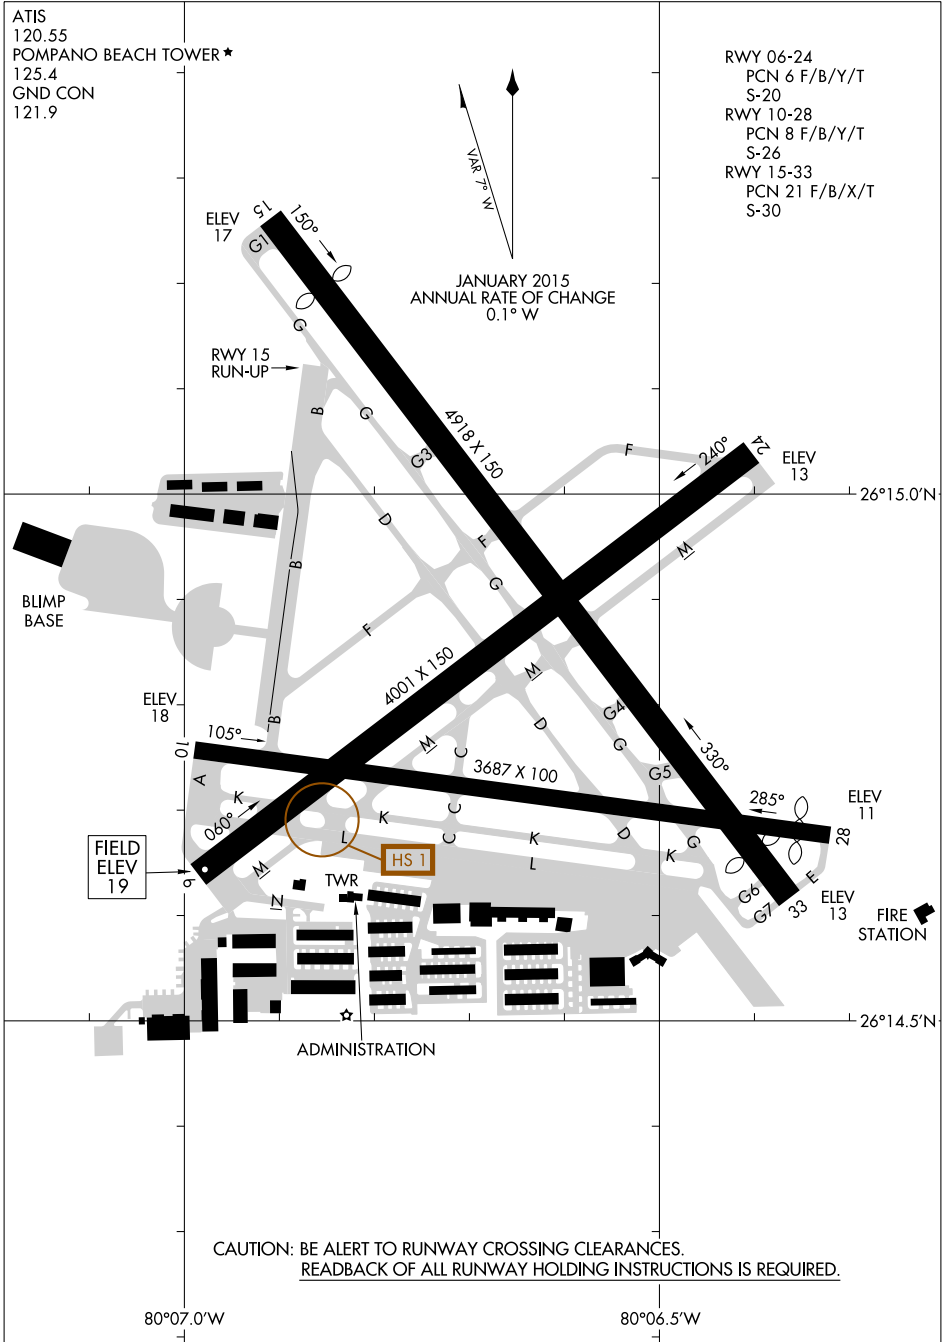 ATIS
120.55
POMPANO BEACH TOWER★
125.4
GND CON
121.9
RWY 06-24
PCN 6 F/B/Y/T
S-20
RWY 10-28
PCN 8 F/B/Y/T
S-26
RWY 15-33
PCN 21 F/B/X/T
S-30
VAR 7° W
JANUARY 2015
ANNUAL RATE OF CHANGE
0.1° W
ELEV
17
15
150°
G1
G
RWY 15
RUN-UP
B
G
G3
4918 X 150
F
240°
24
ELEV
13
26°15.0'N
D
F
M
B
G
BLIMP
BASE
F
4001 X 150
M
ELEV
18
B
G4
D
105°
10
M
C
G
330°
3687 X 100
G5
A
K
060°
C
K
285°
ELEV
11
28
L
C
K
D
G
FIELD
ELEV
19
HS 1
L
K
6
M
TWR
N
G6
G7
E
33
ELEV
13
FIRE
STATION
26°14.5'N
ADMINISTRATION
CAUTION: BE ALERT TO RUNWAY CROSSING CLEARANCES.
READBACK OF ALL RUNWAY HOLDING INSTRUCTIONS IS REQUIRED.
80°07.0'W
80°06.5'W